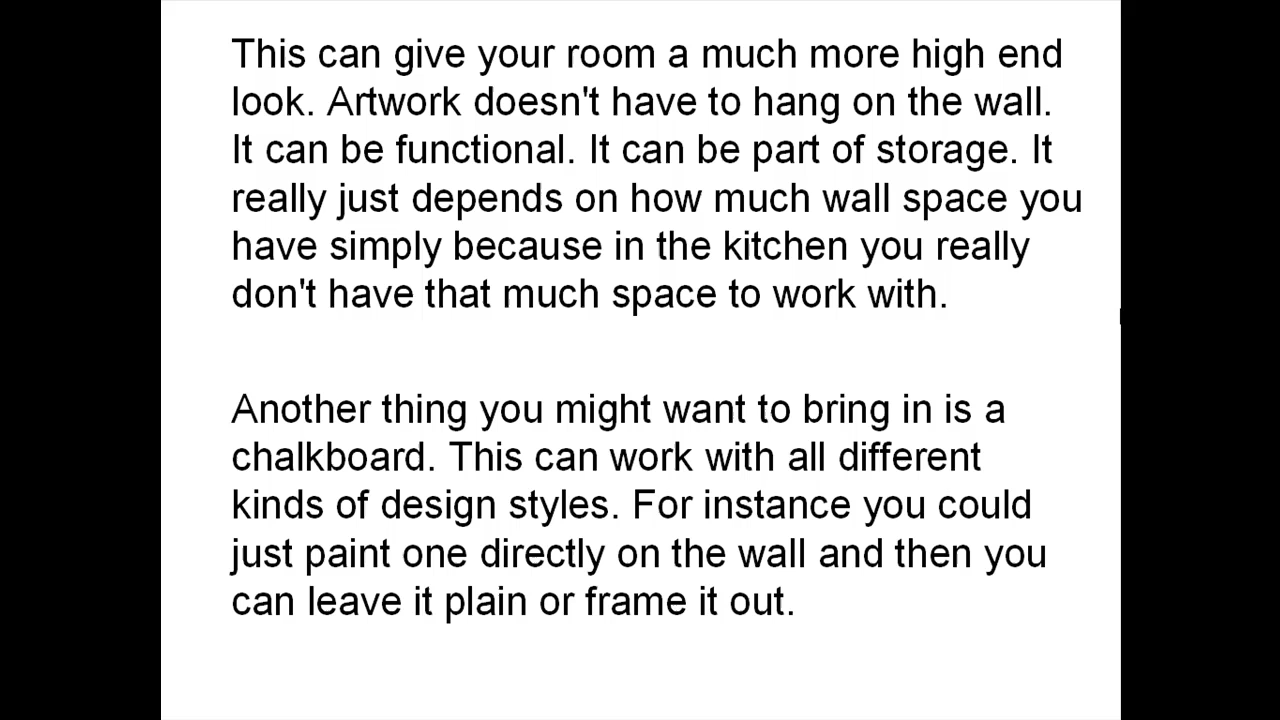 This can give your room a much more high end
look. Artwork doesn't have to hang on the wall.
It can be functional. It can be part of storage. It
really just depends on how much wall space you
have simply because in the kitchen you really
don't have that much space to work with.
Another thing you might want to bring in is a
chalkboard. This can work with all different
kinds of design styles. For instance you could
just paint one directly on the wall and then you
can leave it plain or frame it out.